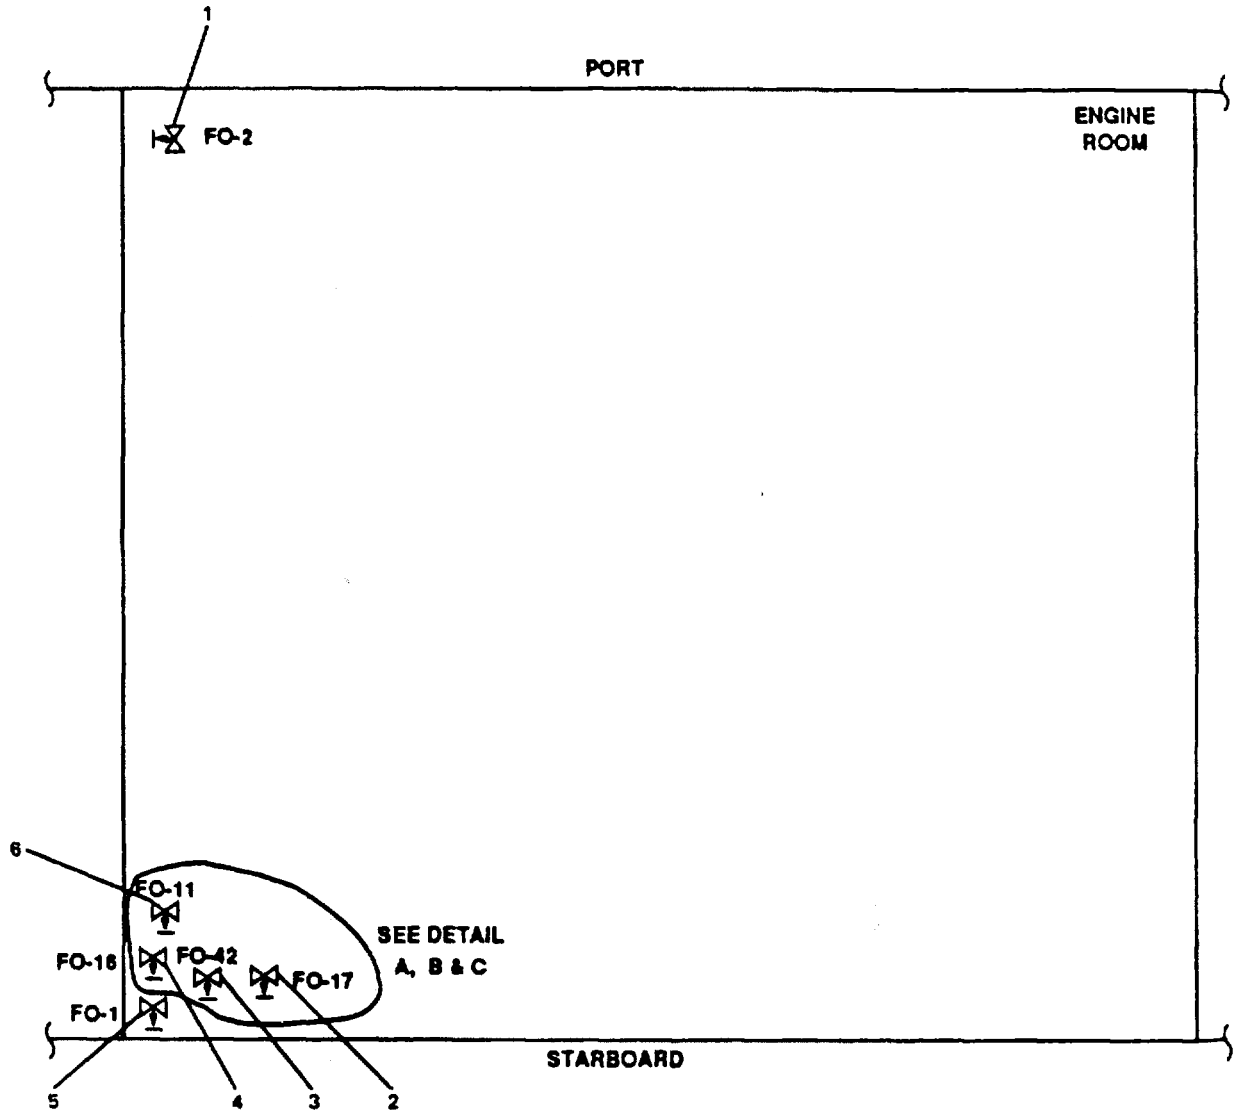 1
PORT
ENGINE
ROOM
FO-2
6
FO-11
SEE DETAIL
A, B & C
FO-16
FO-42
FO-17
FO-1
STARBOARD
5
4
3
2